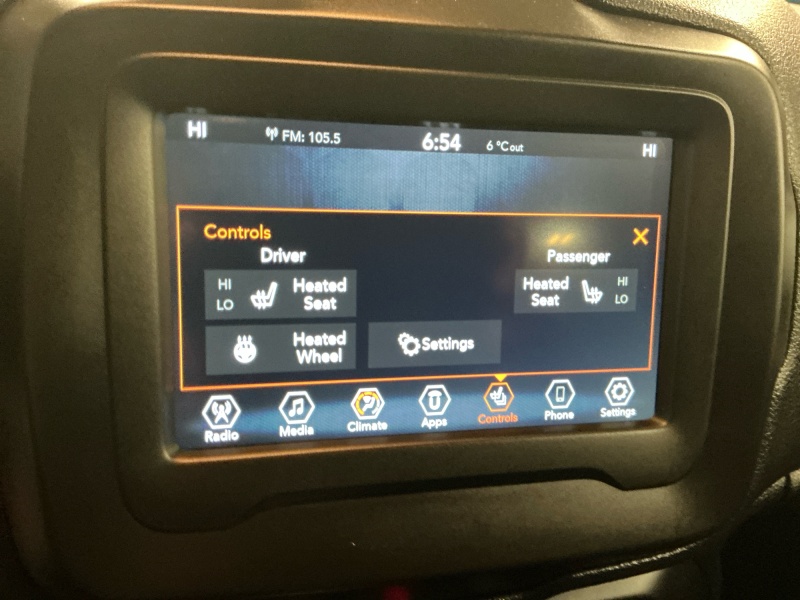 HI FM: 105.5 6:54 6 °C out HI
Controls
Driver Passenger
HI Heated Heated HI
LO Seat Seat LO
Heated
Wheel
Settings
Radio Media Climate Apps Controls Phone Settings